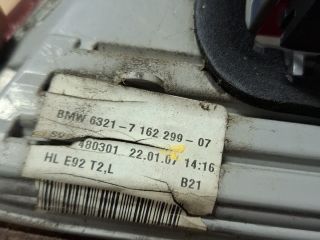 BMW 6321-7 162 299-07
480301 22.01.07 14:16
HL E92 T2,L
B21